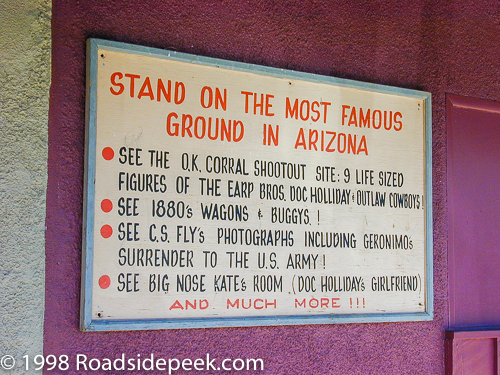 STAND ON THE MOST FAMOUS
GROUND IN ARIZONA
SEE THE O.K. CORRAL SHOOTOUT SITE: 9 LIFE SIZED
FIGURES OF THE EARP BROS. DOC HOLLIDAY & OUTLAW COWBOYS!
SEE 1880s WAGONS & BUGGYS.!
SEE C.S. FLY's PHOTOGRAPHS INCLUDING GERONIMOs
SURRENDER TO THE U.S. ARMY!
SEE BIG NOSE KATE's ROOM. (DOC HOLLIDAY's GIRLFRIEND)
AND MUCH MORE!!!
© 1998 Roadsidepeek.com